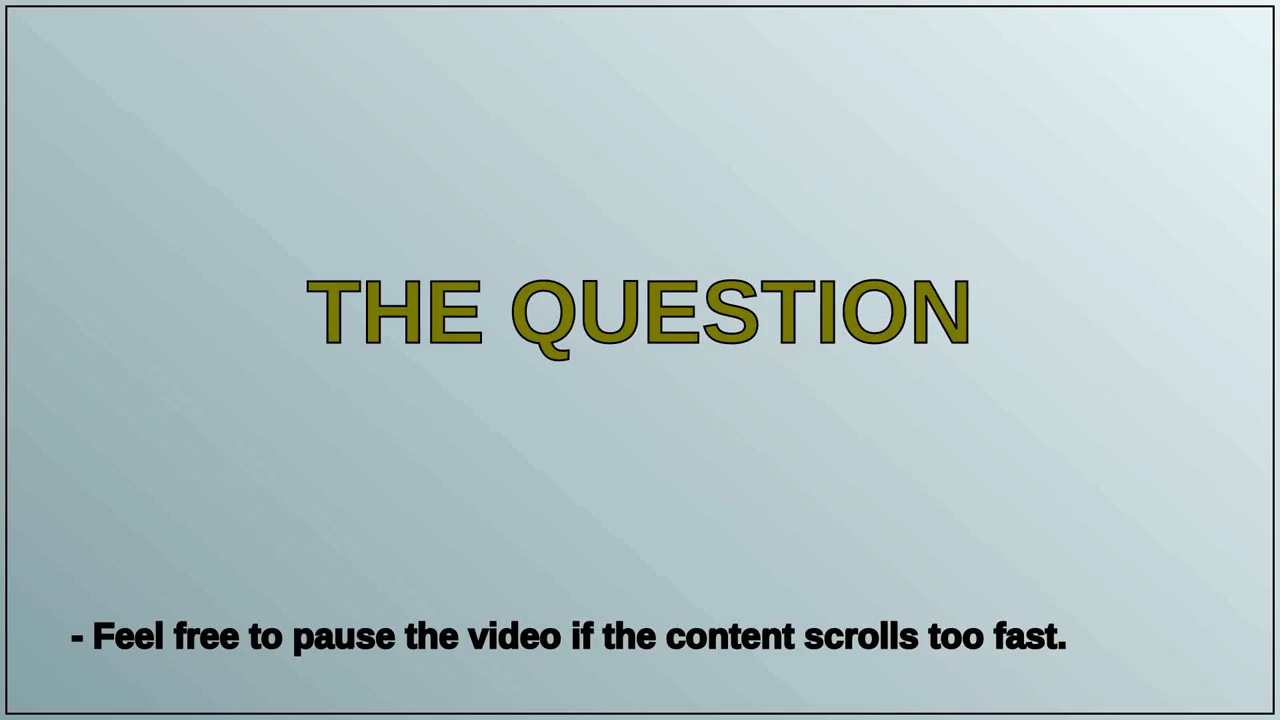 THE QUESTION
- Feel free to pause the video if the content scrolls too fast.